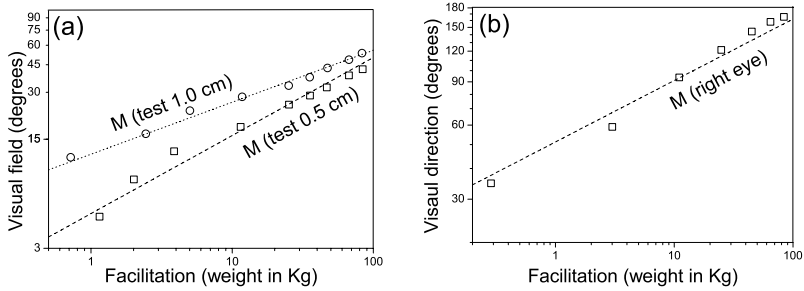 (a)
90
75
60
45
30
15
3
Visual field (degrees)
M (test 1.0 cm)
M (test 0.5 cm)
1
10
100
Facilitation (weight in Kg)
(b)
180
150
120
90
60
30
Visaul direction (degrees)
M (right eye)
1
10
100
Facilitation (weight in Kg)